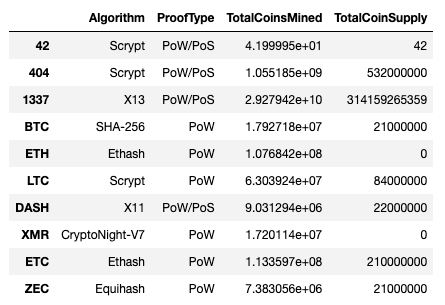 Algorithm ProofType TotalCoinsMined TotalCoinSupply
42 Scrypt PoW/PoS 4.199995e+01 42
404 Scrypt PoW/PoS 1.055185e+09 532000000
1337 X13 PoW/PoS 2.927942e+10 314159265359
BTC SHA-256 PoW 1.792718e+07 21000000
ETH Ethash PoW 1.076842e+08 0
LTC Scrypt PoW 6.303924e+07 84000000
DASH X11 PoW/PoS 9.031294e+06 22000000
XMR CryptoNight-V7 PoW 1.720114e+07 0
ETC Ethash PoW 1.133597e+08 210000000
ZEC Equihash PoW 7.383056e+06 21000000